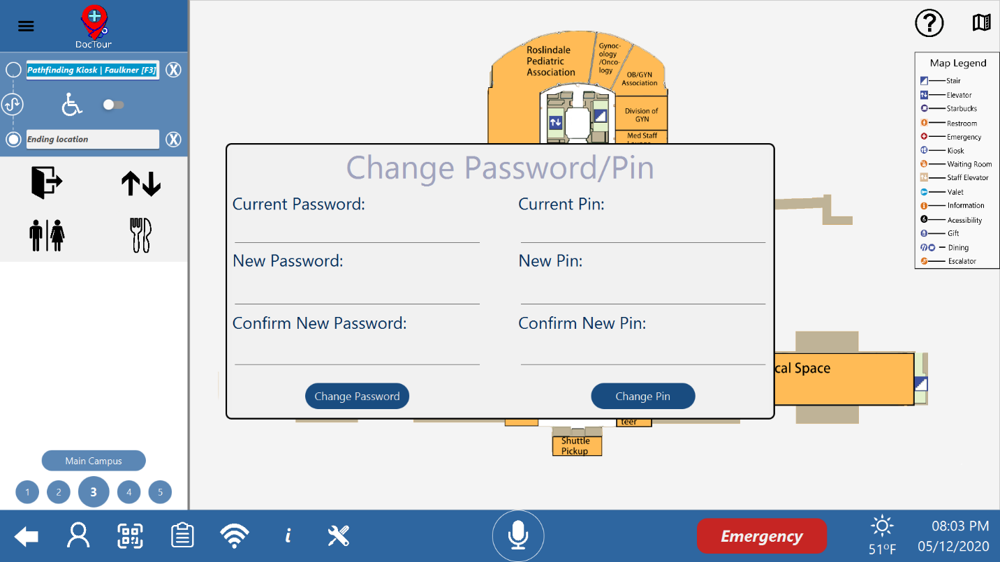 DocTour
Pathfinding Kiosk | Faulkner [F3]
X
Ending location
X
Main Campus
1
2
3
4
5
Roslindale
Pediatric
Association
Gynoc-
ology
/Onco-
logy
OB/GYN
Association
Division of
GYN
Med Staff
Change Password/Pin
Current Password:
Current Pin:
New Password:
New Pin:
Confirm New Password:
Confirm New Pin:
Change Password
Change Pin
cal Space
teer
Shuttle
Pickup
?
Map Legend
Stair
Elevator
Starbucks
Restroom
Emergency
Kiosk
Waiting Room
Staff Elevator
Valet
Information
Acessibility
Gift
Dining
Escalator
i
Emergency
51°F
08:03 PM
05/12/2020